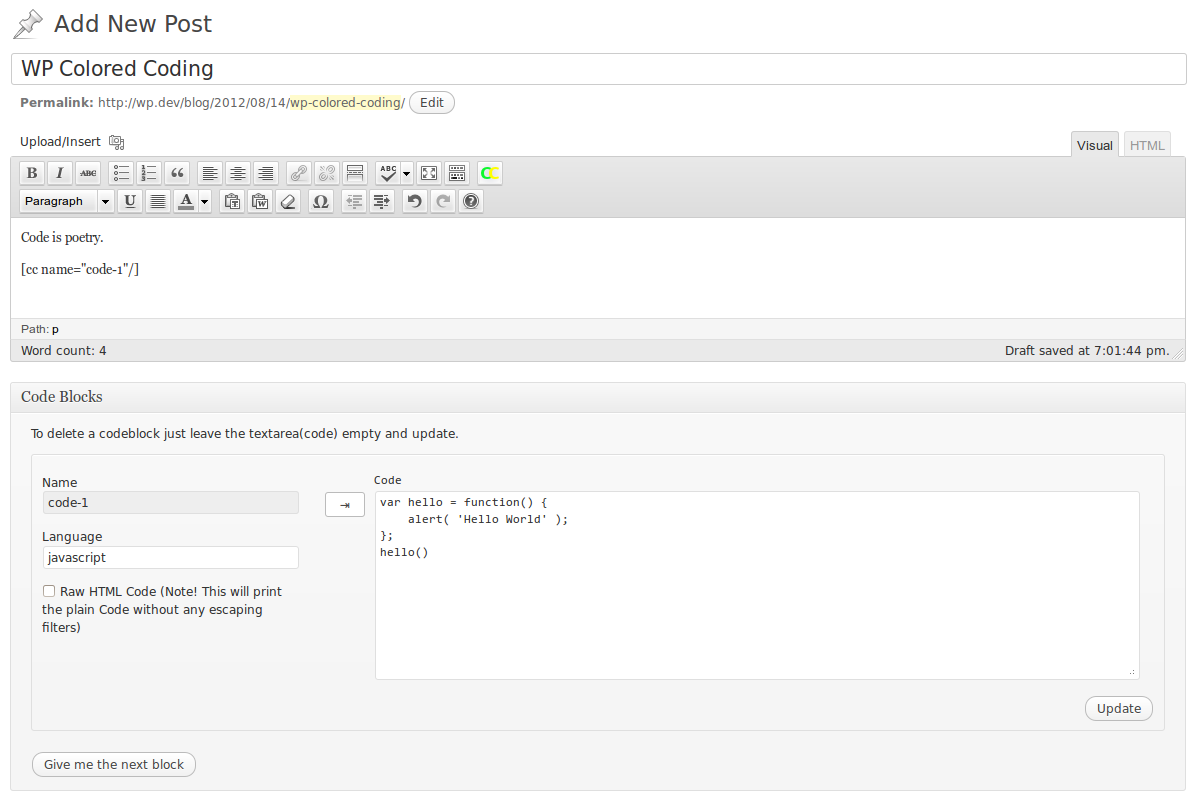 Add New Post
WP Colored Coding
Permalink: http://wp.dev/blog/2012/08/14/wp-colored-coding/ Edit
Upload/Insert
Visual HTML
B I ABC ABC CC
Paragraph U A W Ω ?
Code is poetry.
[cc name="code-1"/]
Path: p
Word count: 4 Draft saved at 7:01:44 pm.
Code Blocks
To delete a codeblock just leave the textarea(code) empty and update.
Name
code-1
Language
javascript
Raw HTML Code (Note! This will print
the plain Code without any escaping
filters)
Code
var hello = function() {
    alert( 'Hello World' );
};
hello()
Update
Give me the next block